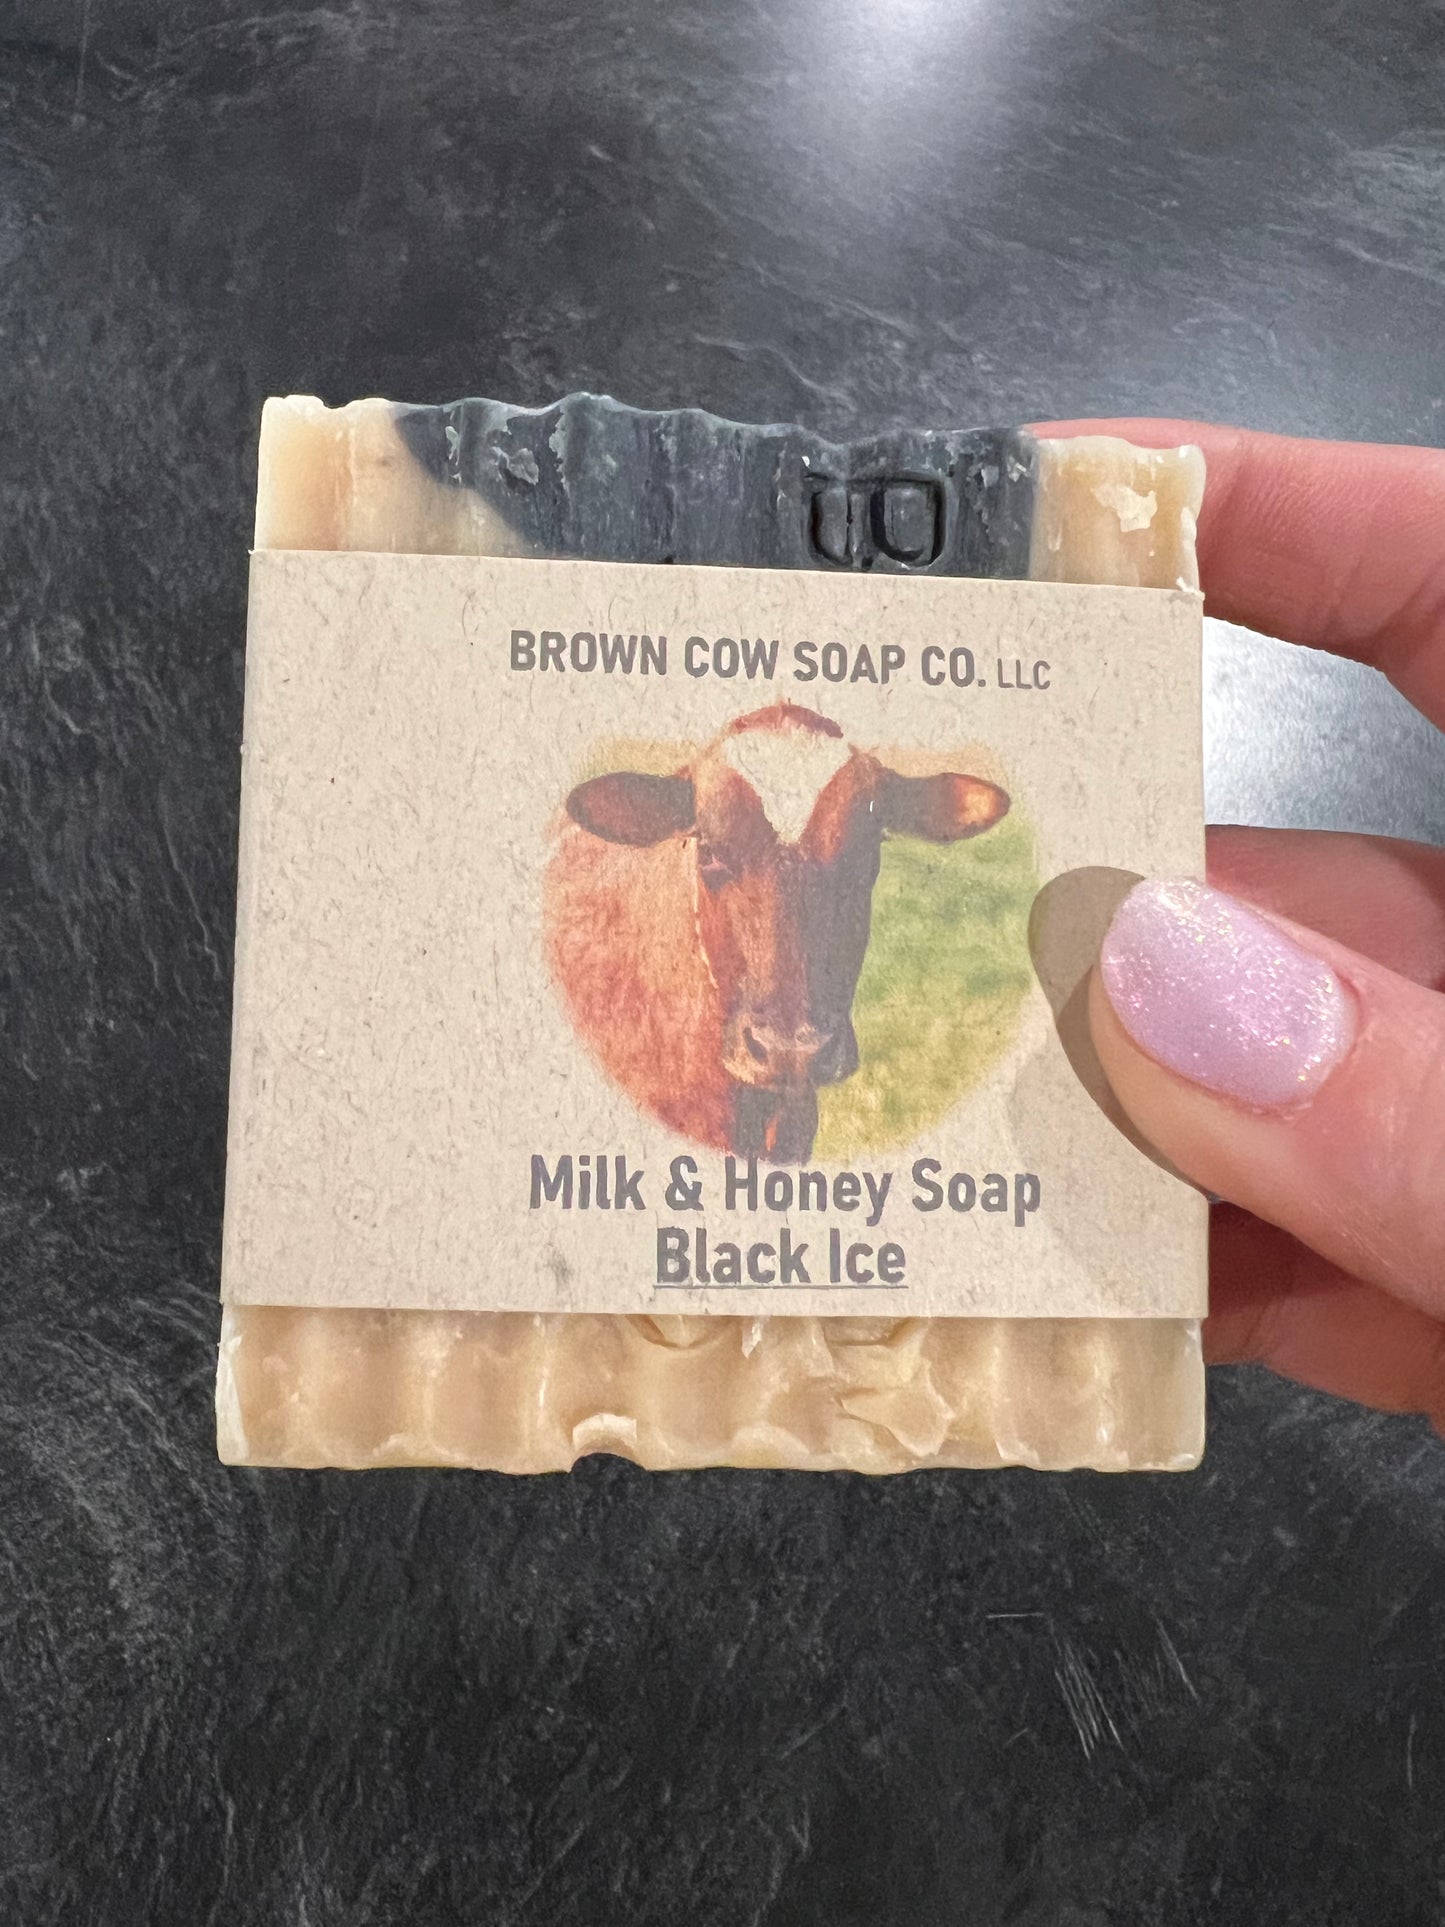 BROWN COW SOAP CO. LLC
Milk & Honey Soap
Black Ice